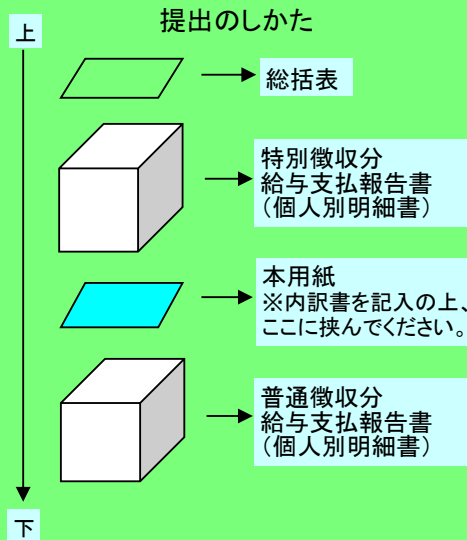 提出のしかた
上
総括表
特別徴収分
給与支払報告書
（個人別明細書）
本用紙
※内訳書を記入の上、
ここに挟んでください。
普通徴収分
給与支払報告書
（個人別明細書）
下